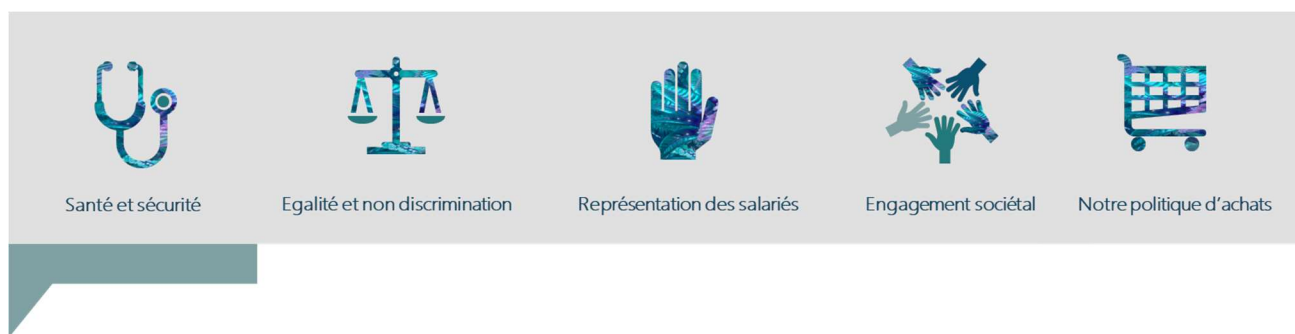 Santé et sécurité
Egalité et non discrimination
Représentation des salariés
Engagement sociétal
Notre politique d'achats